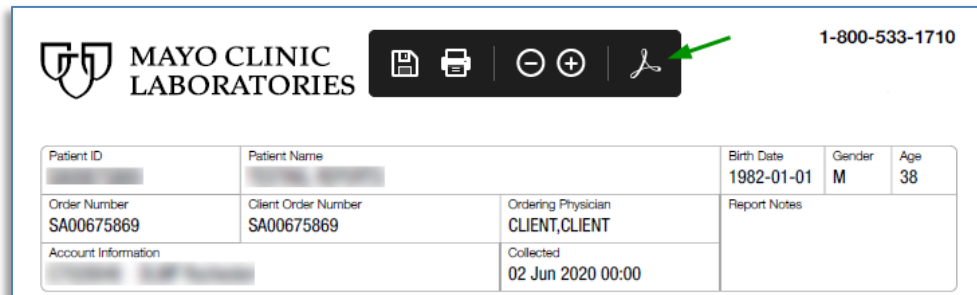 1-800-533-1710
MAYO CLINIC
LABORATORIES
Patient ID
Patient Name
Birth Date
Gender
Age
1982-01-01
M
38
Order Number
Client Order Number
Ordering Physician
Report Notes
SA00675869
SA00675869
CLIENT,CLIENT
Account Information
Collected
02 Jun 2020 00:00